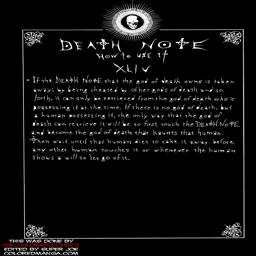 DEATH NOTE
HOW TO USE IT
XLIV
◦ If the DEATH NOTE that the god of death owns is taken
away by being cheated by other gods of death and so
forth, it can only be retrieved from the god of death who is
possessing it at the time. If there is no god of death, but
a human possessing it, the only way that the god of
death can retrieve it will be to first touch the DEATH NOTE
and become the god of death that haunts that human.
Then wait until that human dies to take it away before
any other human touches it or whenever the human
shows a will to let go of it.
THIS WAS DONE BY
EDITED BY SUPER JOE
COLOREDMANGA.COM